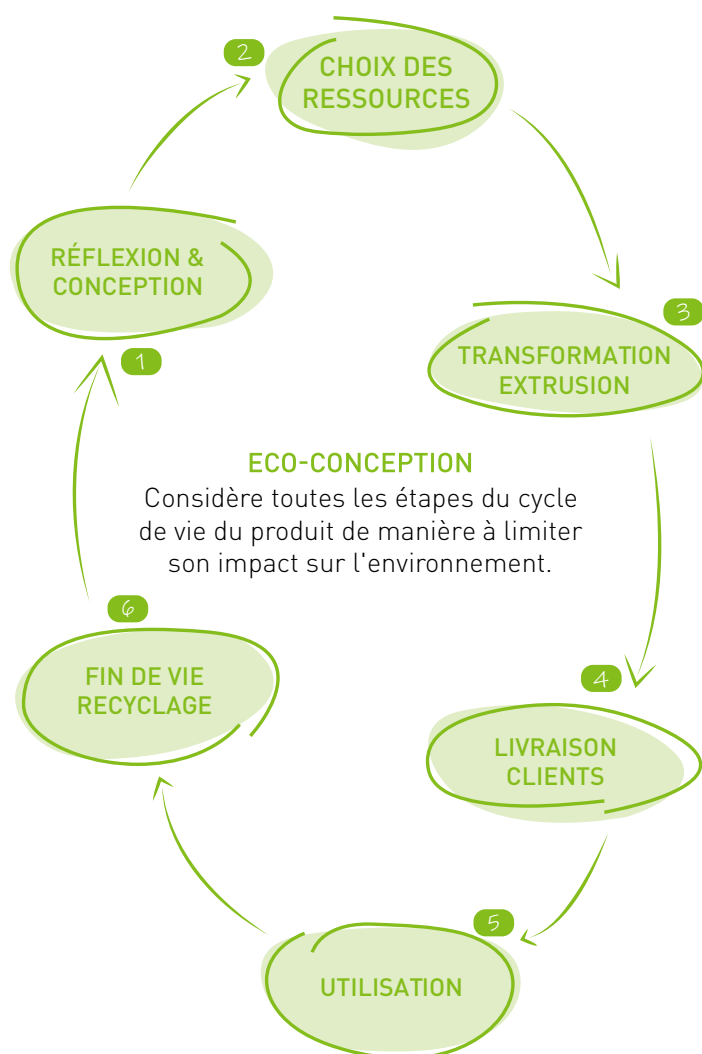 2
CHOIX DES
RESSOURCES
RÉFLEXION &
CONCEPTION
1
3
TRANSFORMATION
EXTRUSION
ECO-CONCEPTION
Considère toutes les étapes du cycle
de vie du produit de manière à limiter
son impact sur l'environnement.
6
FIN DE VIE
RECYCLAGE
4
LIVRAISON
CLIENTS
5
UTILISATION